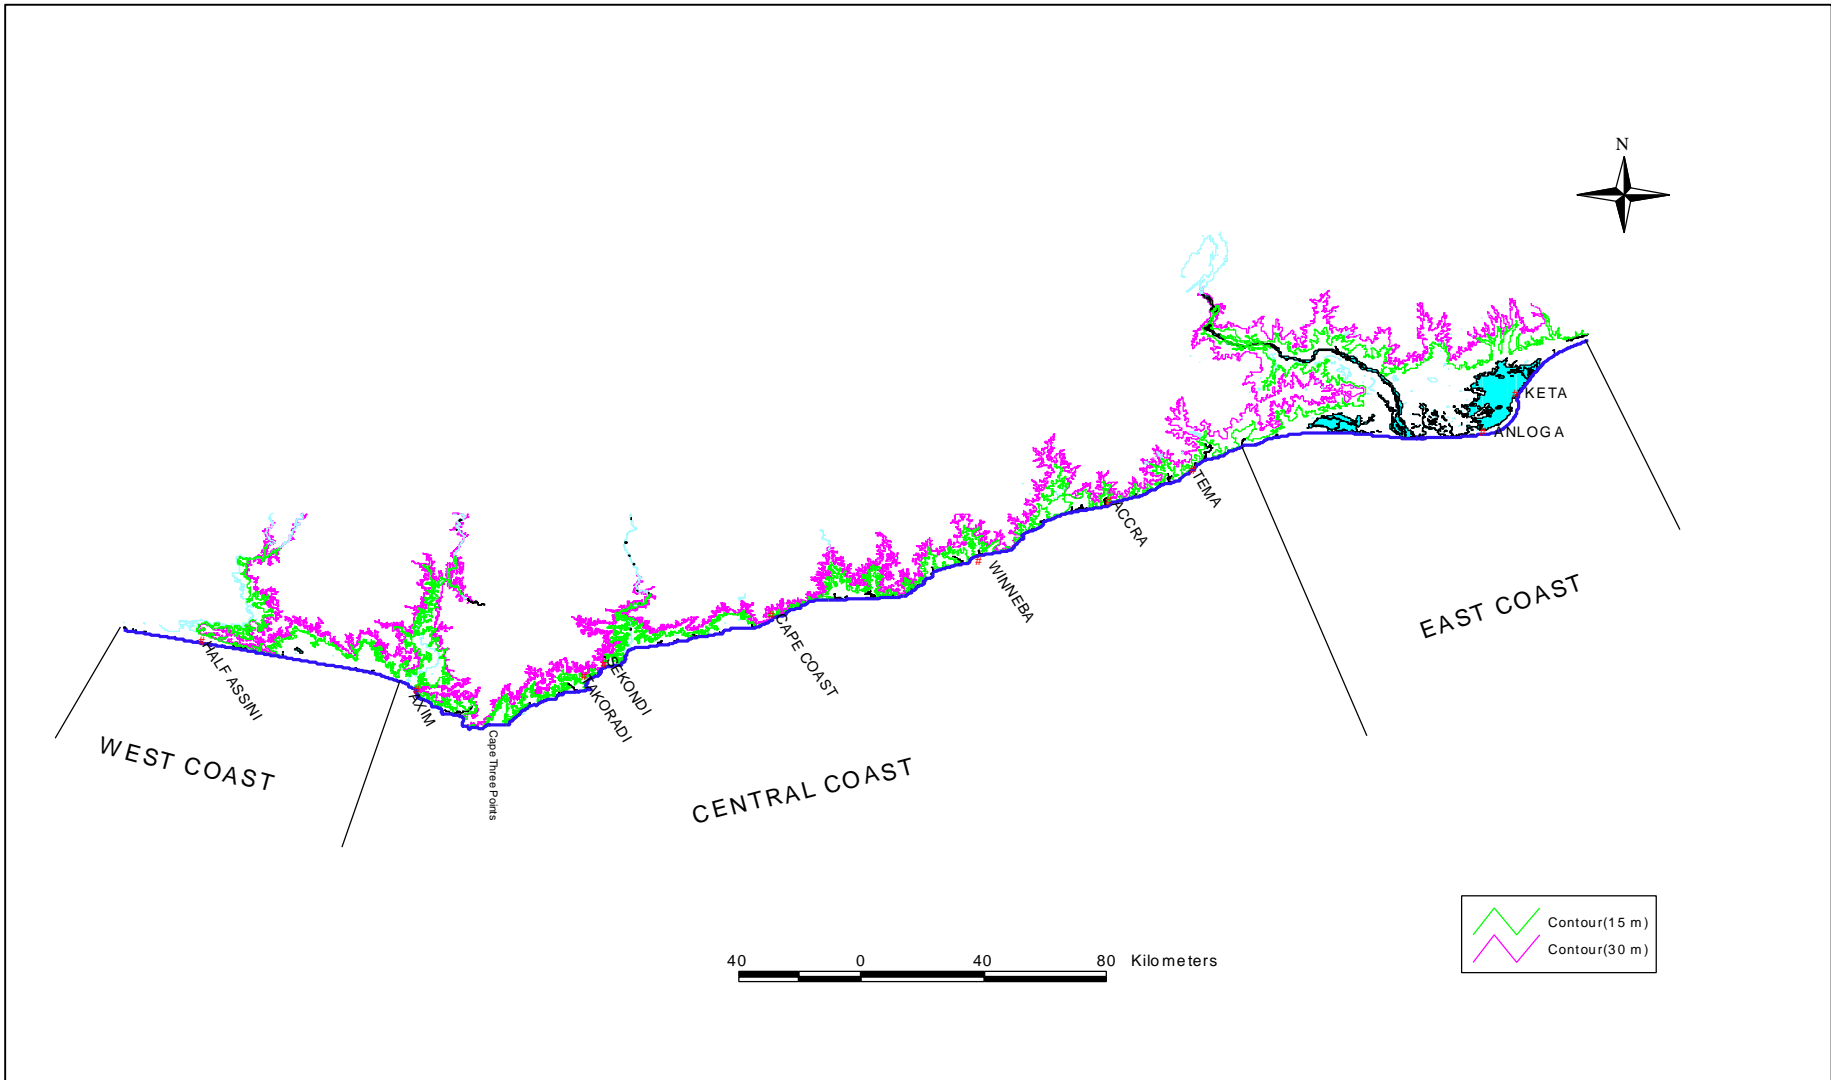 N
KETA
ANLOGA
TEMA
ACCRA
WINNEBA
EAST COAST
CAPE COAST
SEKONDI
TAKORADI
HALF ASSINI
AXIM
Cape Three Points
WEST COAST
CENTRAL COAST
Contour(15 m)
Contour(30 m)
40 0 40 80 Kilometers